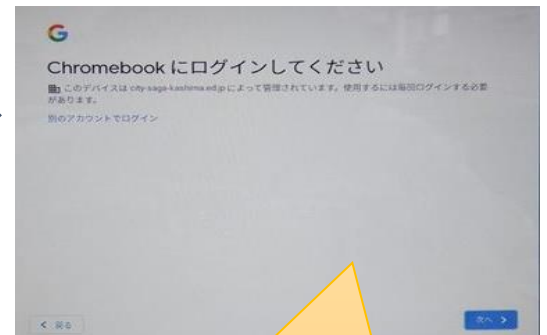 G
Chromebook にログインしてください
このデバイスは city-saga-kashima.ed.jp によって管理されています。使用するには毎回ログインする必要
があります。
別のアカウントでログイン
< 戻る
次へ >